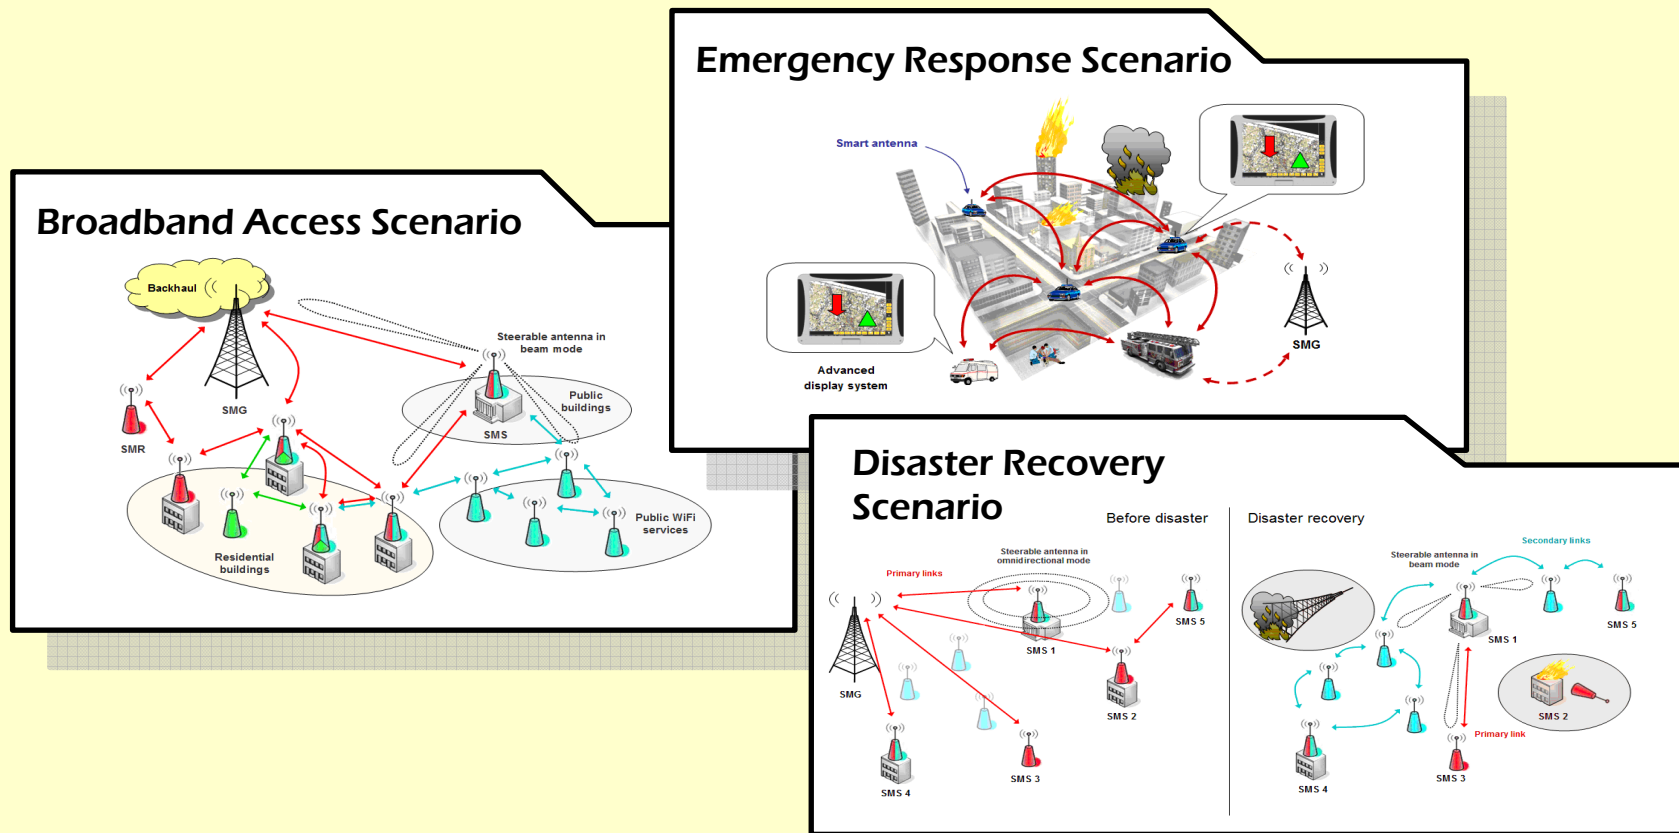 Broadband Access Scenario
Backhaul
Steerable antenna in
beam mode
SMG
SMR
Public
buildings
SMS
Public WiFi
services
Residential
buildings
Emergency Response Scenario
Smart antenna
SMG
Advanced
display system
Disaster Recovery
Scenario
Before disaster
Steerable antenna in
omnidirectional mode
Primary links
SMG
SMS 1
SMS 5
SMS 2
SMS 3
SMS 4
Disaster recovery
Secondary links
Steerable antenna in
beam mode
SMS 1
SMS 5
SMS 2
Primary link
SMS 3
SMS 4